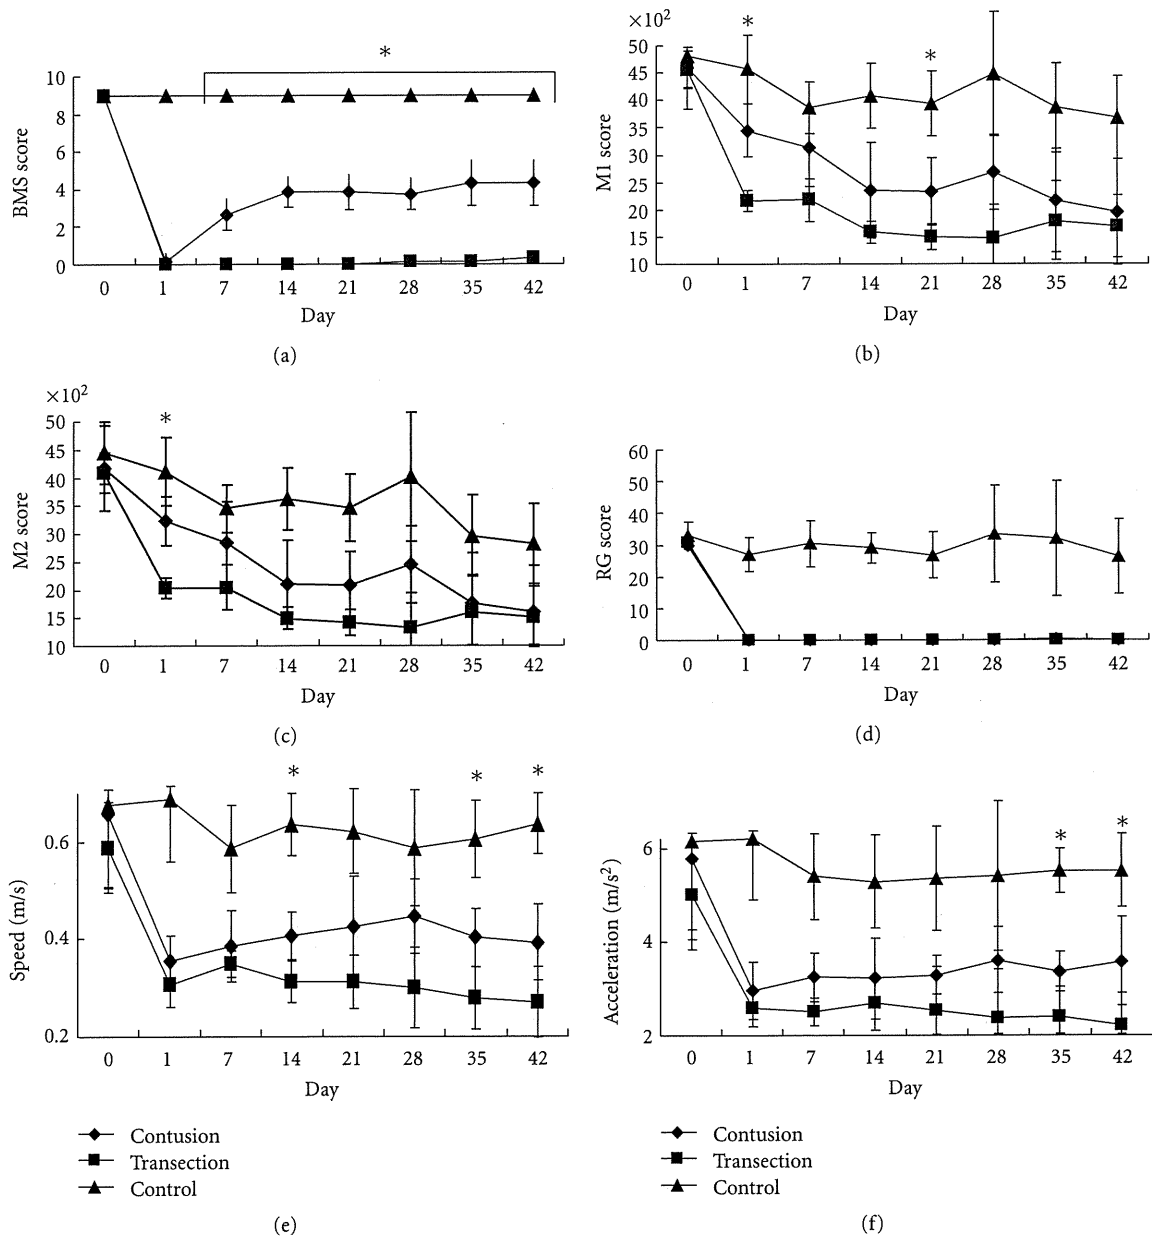 *
10
8
6
4
2
0
BMS score
0 1 7 14 21 28 35 42
Day
(a)
×10²
* *
50
45
40
35
30
25
20
15
10
M1 score
0 1 7 14 21 28 35 42
Day
(b)
×10²
*
50
45
40
35
30
25
20
15
10
M2 score
0 1 7 14 21 28 35 42
Day
(c)
60
50
40
30
20
10
0
RG score
0 1 7 14 21 28 35 42
Day
(d)
* * *
0.6
0.4
0.2
Speed (m/s)
0 1 7 14 21 28 35 42
Day
Contusion
Transection
Control
(e)
* *
6
4
2
Acceleration (m/s²)
0 1 7 14 21 28 35 42
Day
Contusion
Transection
Control
(f)